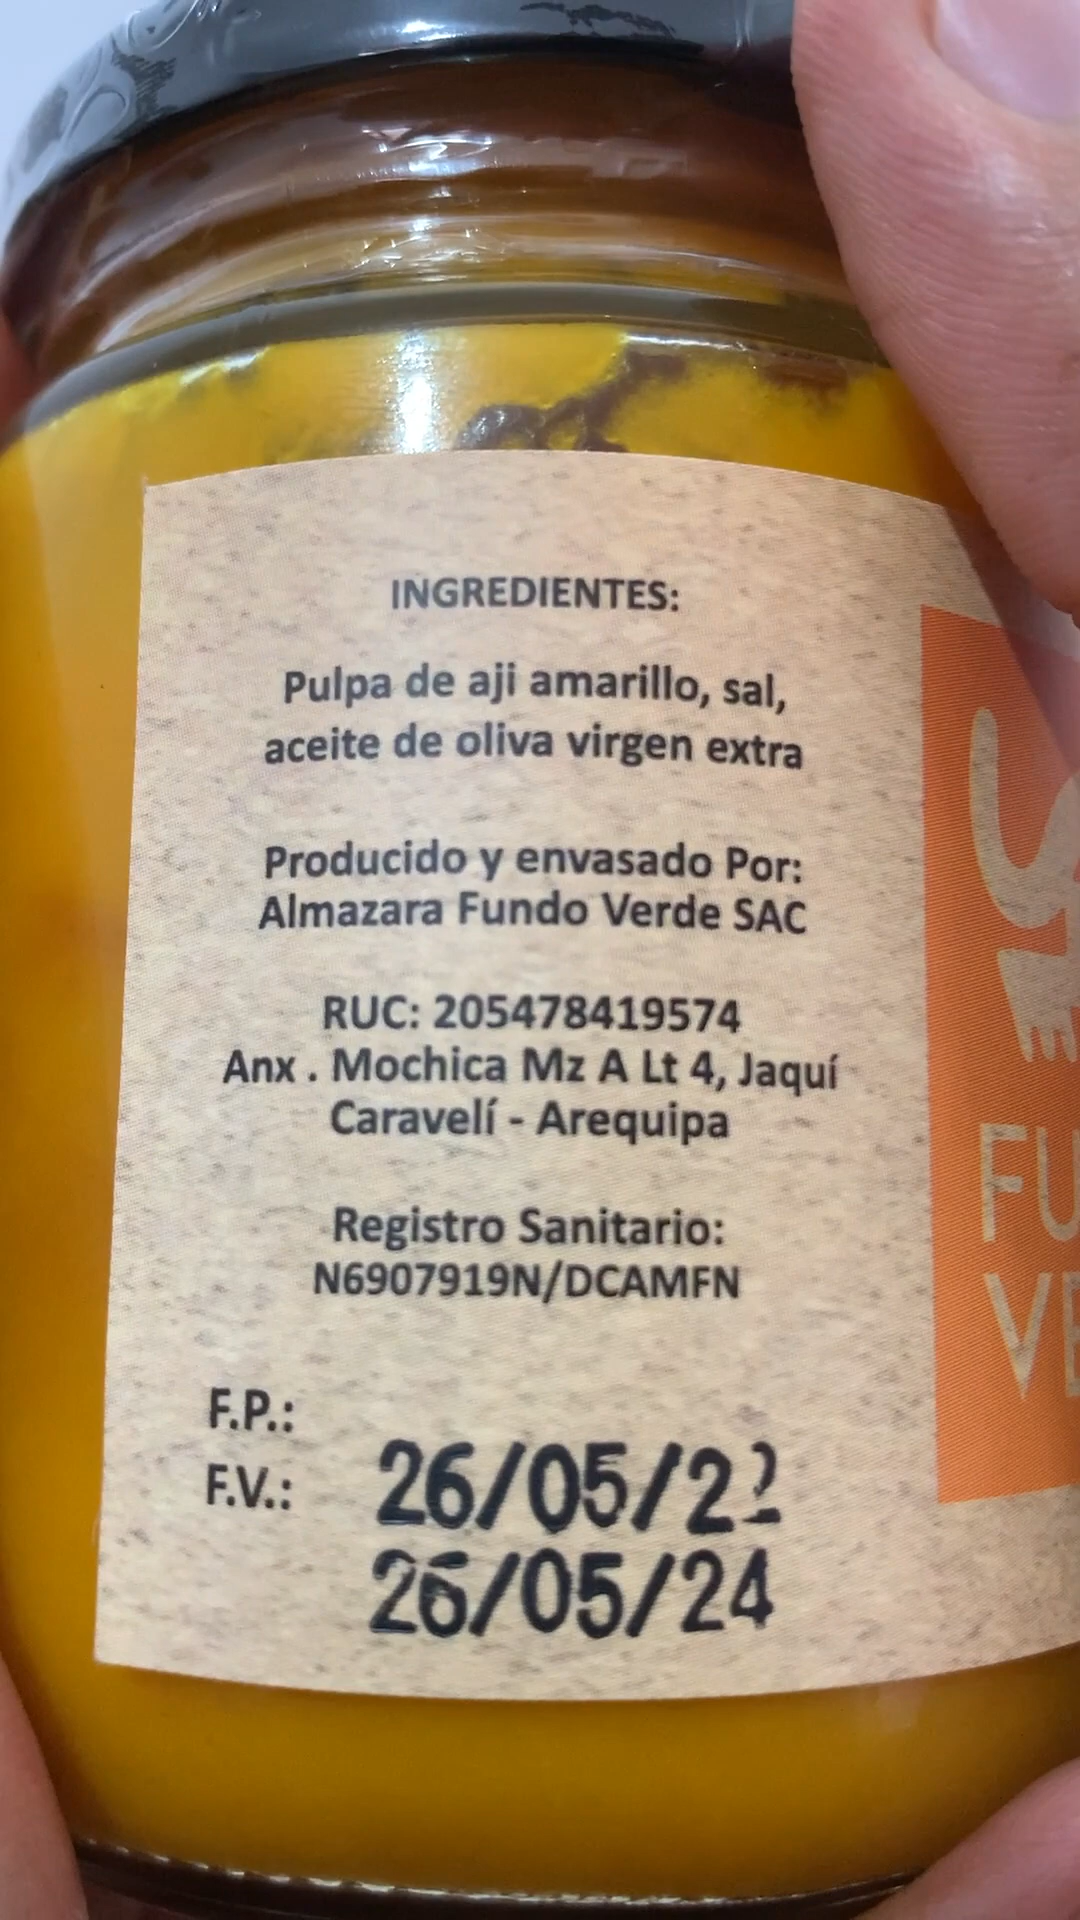 INGREDIENTES:
Pulpa de aji amarillo, sal,
aceite de oliva virgen extra
Producido y envasado Por:
Almazara Fundo Verde SAC
RUC: 205478419574
Anx . Mochica Mz A Lt 4, Jaquí
Caravelí - Arequipa
Registro Sanitario:
N6907919N/DCAMFN
F.P.:
F.V.:
26/05/22
26/05/24